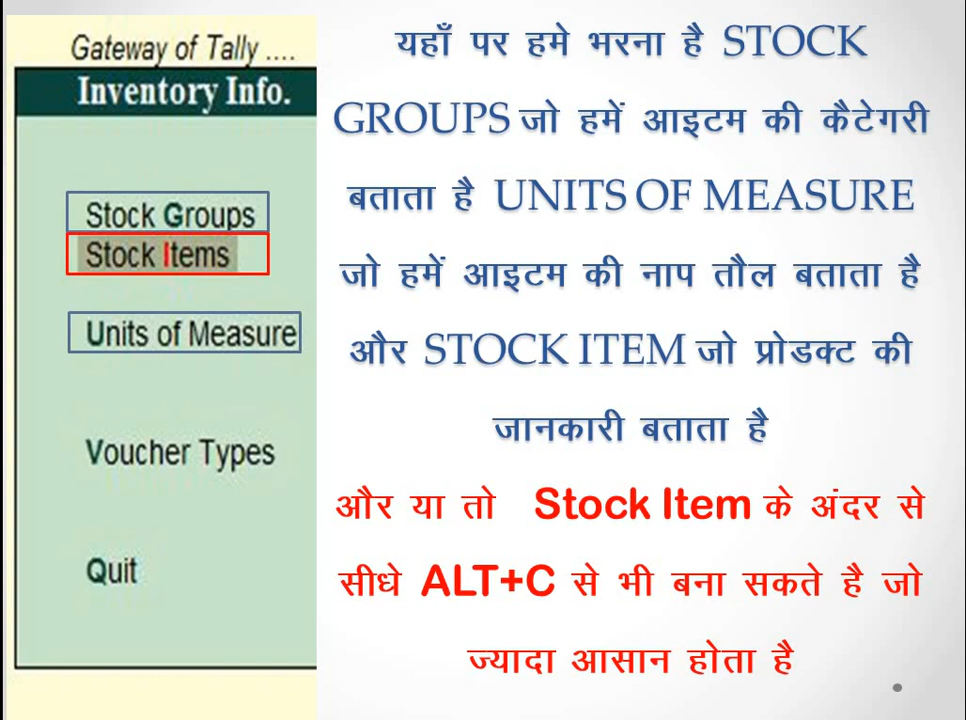 Gateway of Tally ....
Inventory Info.
Stock Groups
Stock Items
Units of Measure
Voucher Types
Quit
यहाँ पर हमे भरना है STOCK
GROUPS जो हमें आइटम की कैटेगरी
बताता है UNITS OF MEASURE
जो हमें आइटम की नाप तौल बताता है
और STOCK ITEM जो प्रोडक्ट की
जानकारी बताता है
और या तो Stock Item के अंदर से
सीधे ALT+C से भी बना सकते है जो
ज्यादा आसान होता है